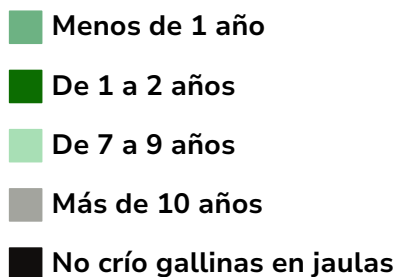 Menos de 1 año
De 1 a 2 años
De 7 a 9 años
Más de 10 años
No crío gallinas en jaulas